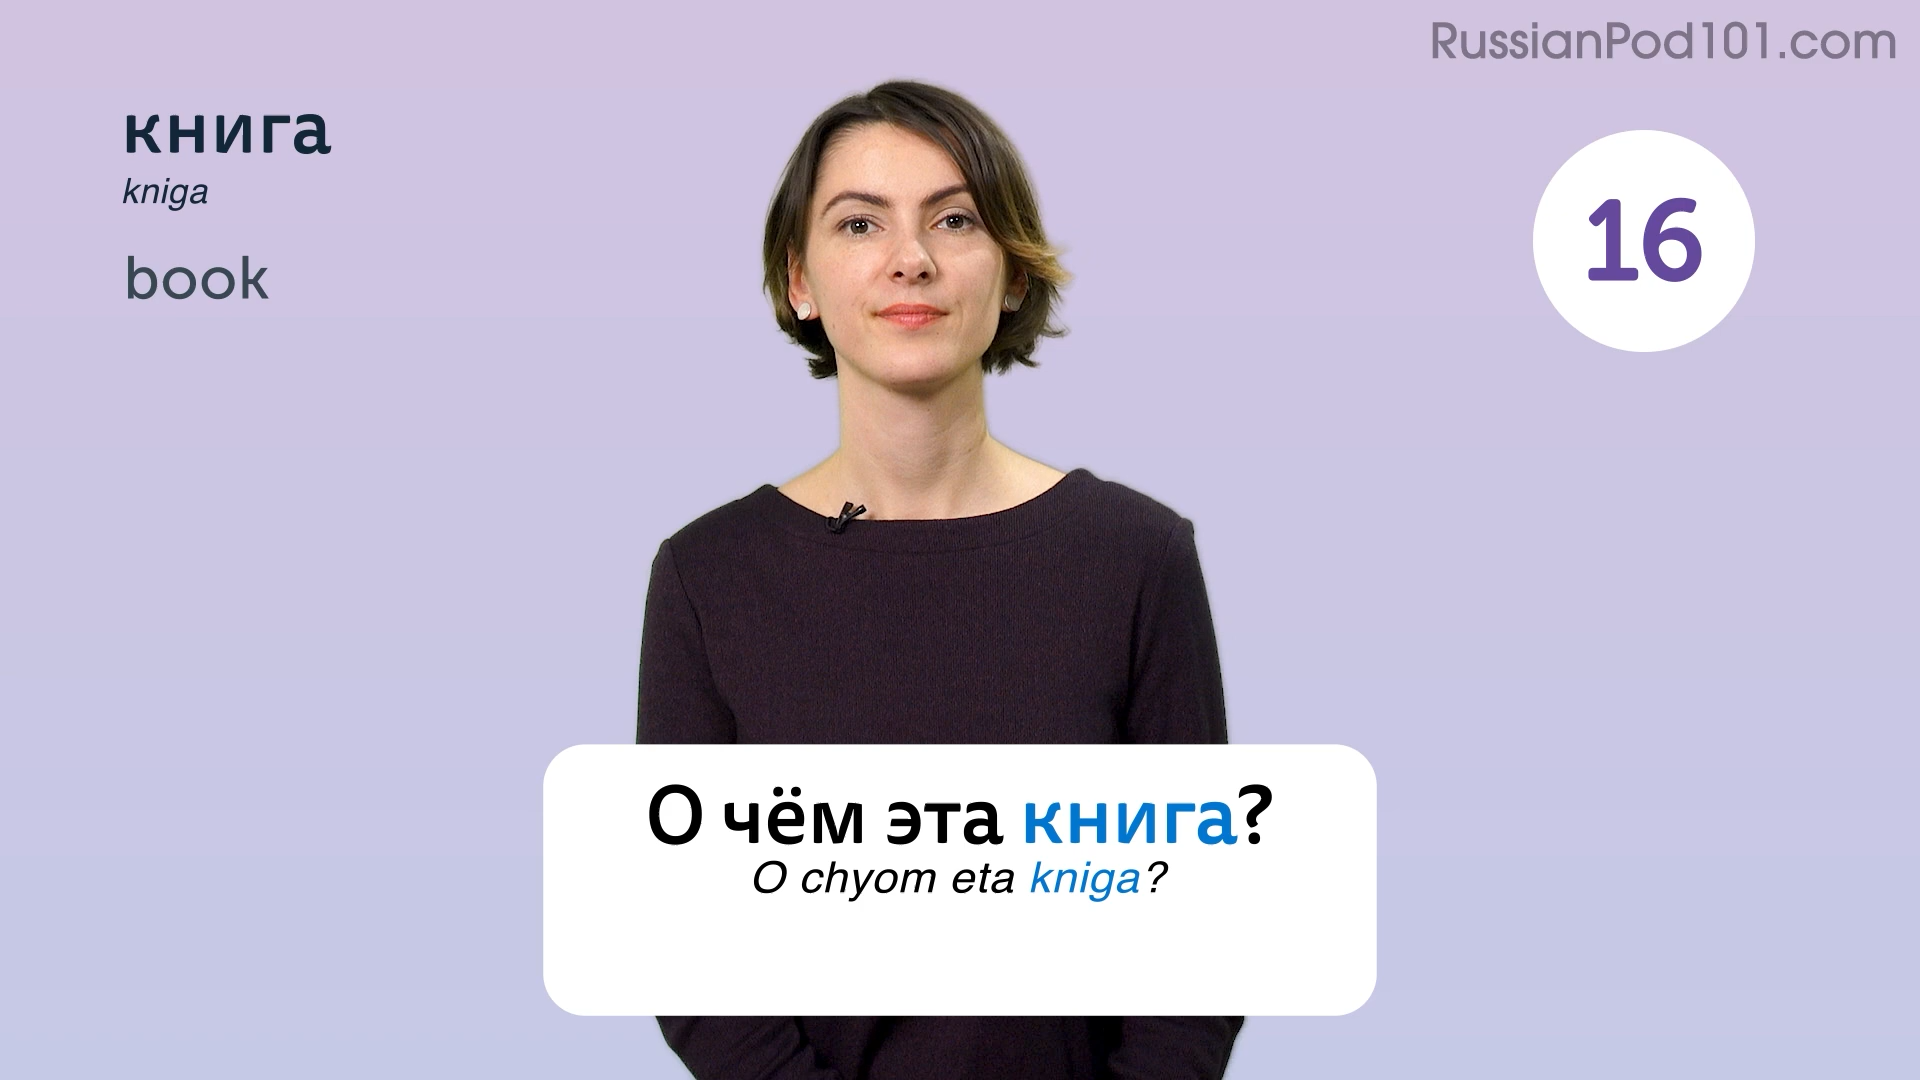 RussianPod101.com
книга
kniga
book
16
О чём эта книга?
O chyom eta kniga?